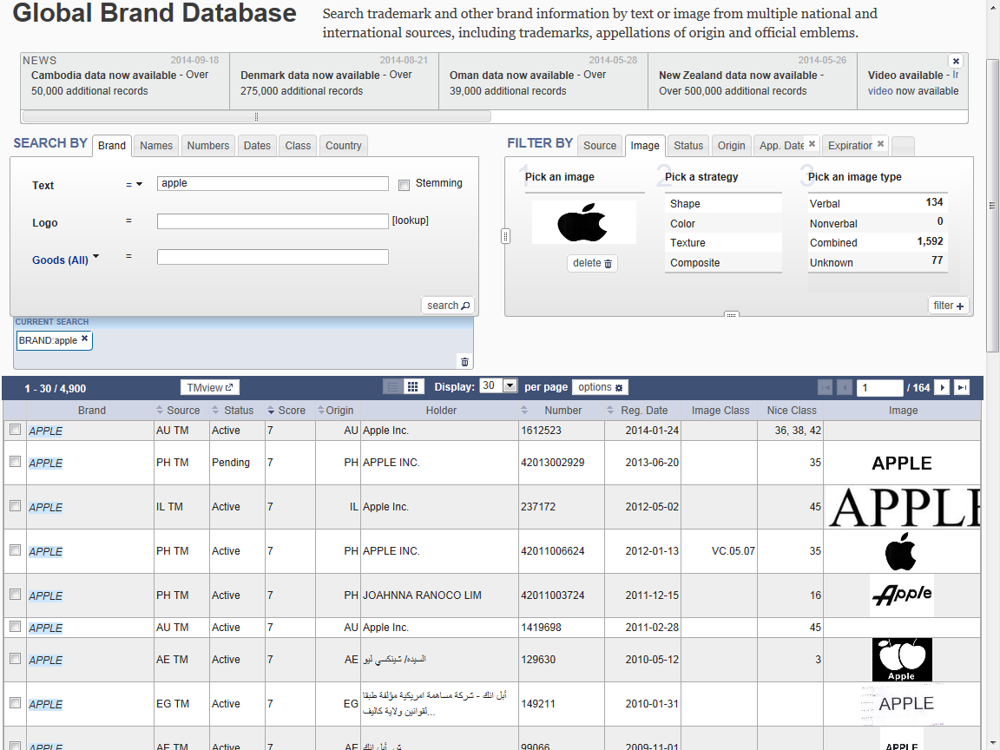 Global Brand Database
Search trademark and other brand information by text or image from multiple national and
international sources, including trademarks, appellations of origin and official emblems.
NEWS 2014-09-18 2014-08-21 2014-05-28 2014-05-26
Cambodia data now available - Over Denmark data now available - Over Oman data now available - Over New Zealand data now available - Video available -
50,000 additional records 275,000 additional records 39,000 additional records Over 500,000 additional records video now available
SEARCH BY Brand Names Numbers Dates Class Country
FILTER BY Source Image Status Origin App. Date Expiration
Text = apple Stemming
Logo = [lookup]
Goods (All) =
search
1 Pick an image 2 Pick a strategy 3 Pick an image type
Shape Verbal 134
Color Nonverbal 0
Texture Combined 1,592
delete Composite Unknown 77
filter +
CURRENT SEARCH
BRAND:apple
1 - 30 / 4,900 TMview Display: 30 per page options 1 / 164
Brand Source Status Score Origin Holder Number Reg. Date Image Class Nice Class Image
APPLE AU TM Active 7 AU Apple Inc. 1612523 2014-01-24 36, 38, 42
APPLE PH TM Pending 7 PH APPLE INC. 42013002929 2013-06-20 35 APPLE
APPLE IL TM Active 7 IL Apple Inc. 237172 2012-05-02 45 APPLE
APPLE PH TM Active 7 PH APPLE INC. 42011006624 2012-01-13 VC.05.07 35
APPLE PH TM Active 7 PH JOAHNNA RANOCO LIM 42011003724 2011-12-15 16 Apple
APPLE AU TM Active 7 AU Apple Inc. 1419698 2011-02-28 45
APPLE AE TM Active 7 AE السيده/ شينكسي ليو 129630 2010-05-12 3 Apple
APPLE EG TM Active 7 EG أبل انك - شركة مساهمة امريكية مؤلفة طبقا 149211 2010-01-31 APPLE
لقوانين ولاية كاليف...
APPLE AE TM Active 7 AE 99066 2009-11-01 APPLE